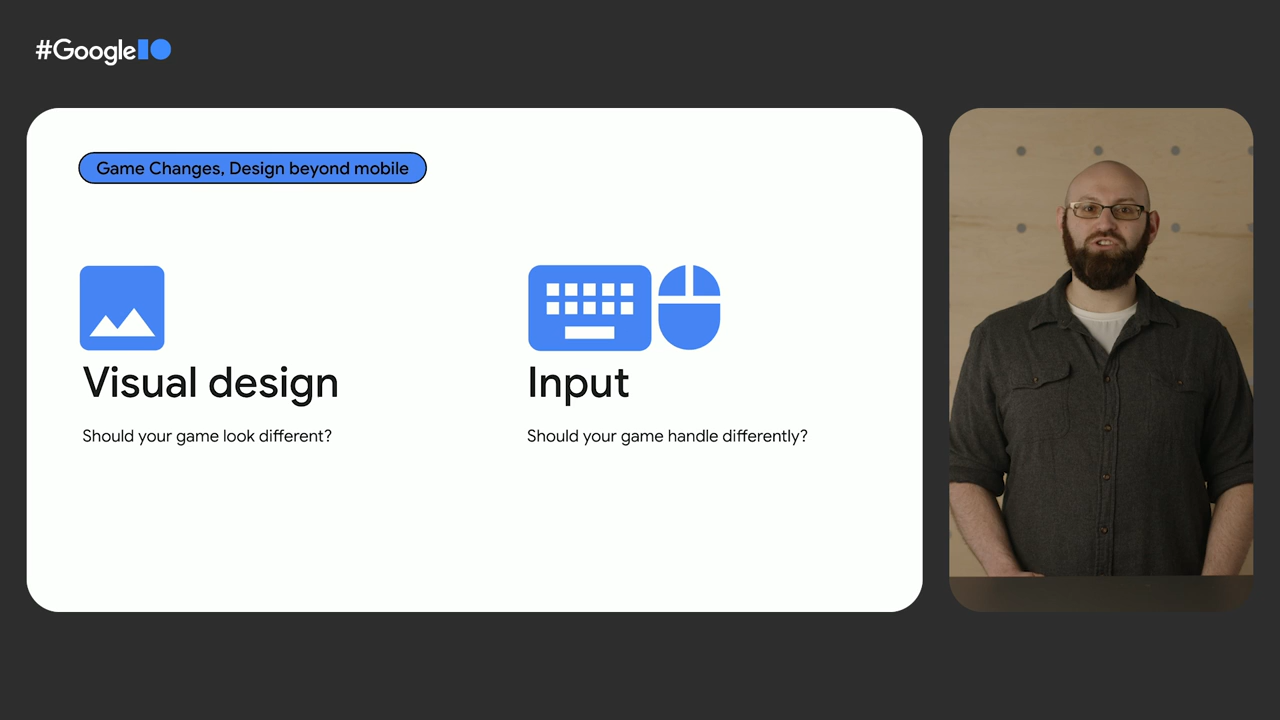 #GoogleIO
Game Changes, Design beyond mobile
Visual design
Should your game look different?
Input
Should your game handle differently?